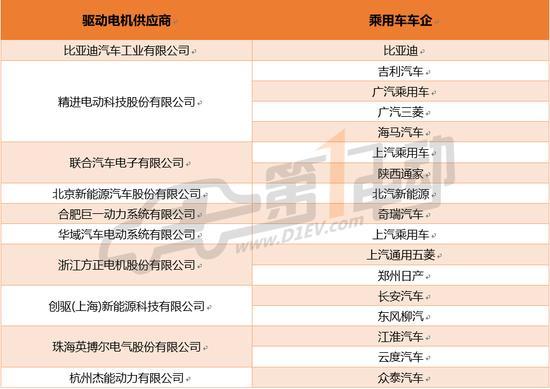 驱动电机供应商 乘用车车企
比亚迪汽车工业有限公司 比亚迪
精进电动科技股份有限公司 吉利汽车
广汽乘用车
广汽三菱
海马汽车
联合汽车电子有限公司 上汽乘用车
陕西通家
北京新能源汽车股份有限公司 北汽新能源
合肥巨一动力系统有限公司 奇瑞汽车
华域汽车电动系统有限公司 上汽乘用车
浙江方正电机股份有限公司 上汽通用五菱
郑州日产
创驱(上海)新能源科技有限公司 长安汽车
东风柳汽
珠海英搏尔电气股份有限公司 江淮汽车
云度汽车
杭州杰能动力有限公司 众泰汽车
第1电动
WWW.D1EV.COM